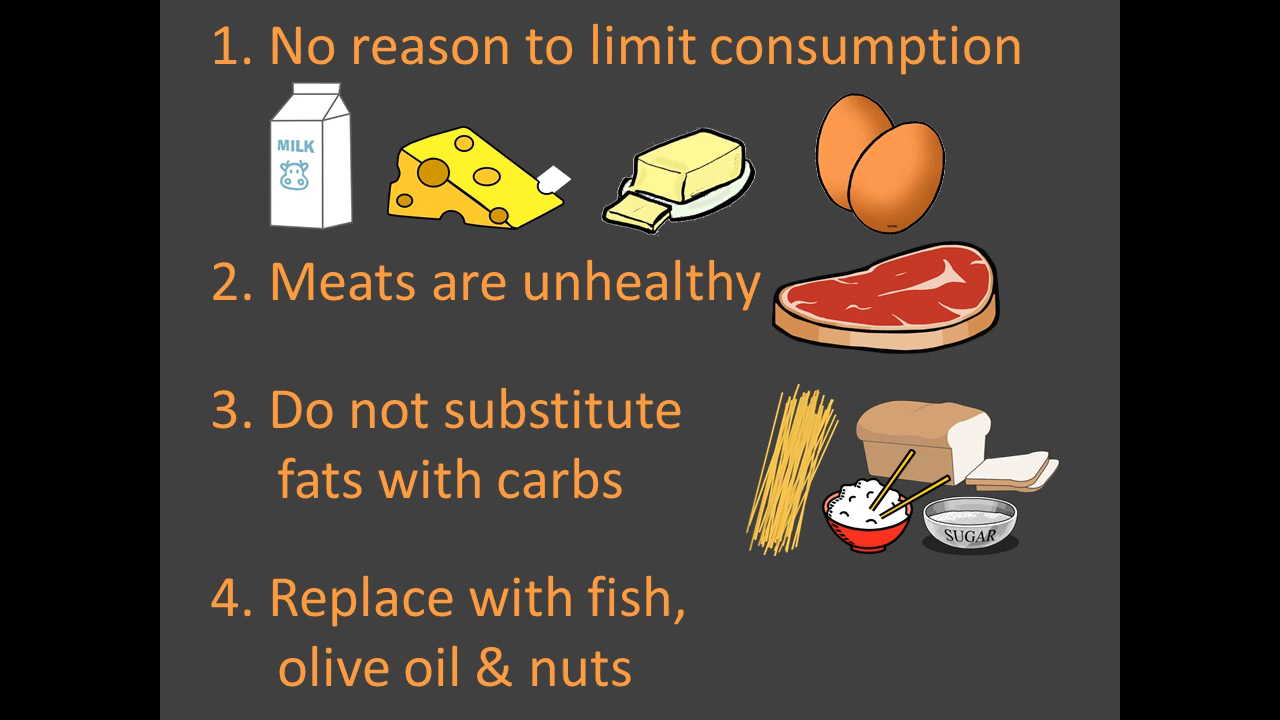 1. No reason to limit consumption
MILK
2. Meats are unhealthy
3. Do not substitute
fats with carbs
SUGAR
4. Replace with fish,
olive oil & nuts